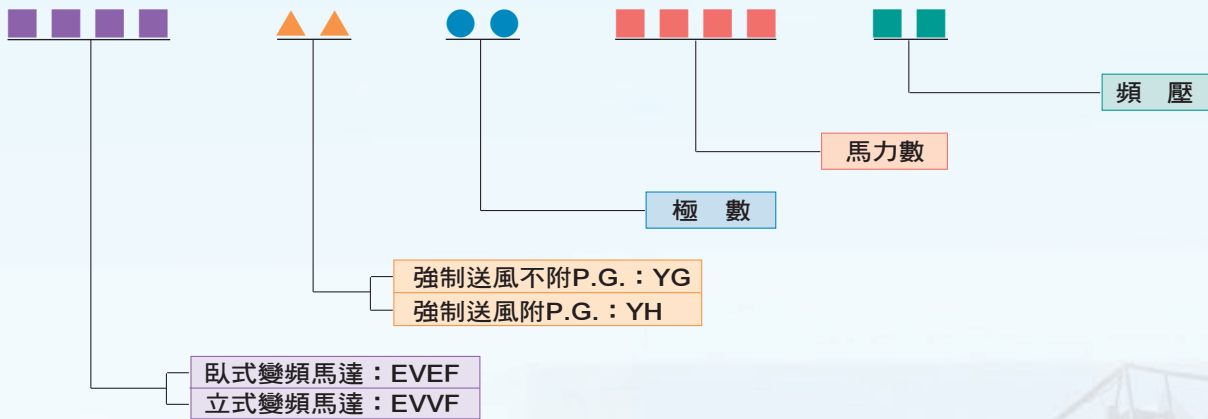 頻 壓
馬力數
極 數
強制送風不附P.G.：YG
強制送風附P.G.：YH
臥式變頻馬達：EVEF
立式變頻馬達：EVVF